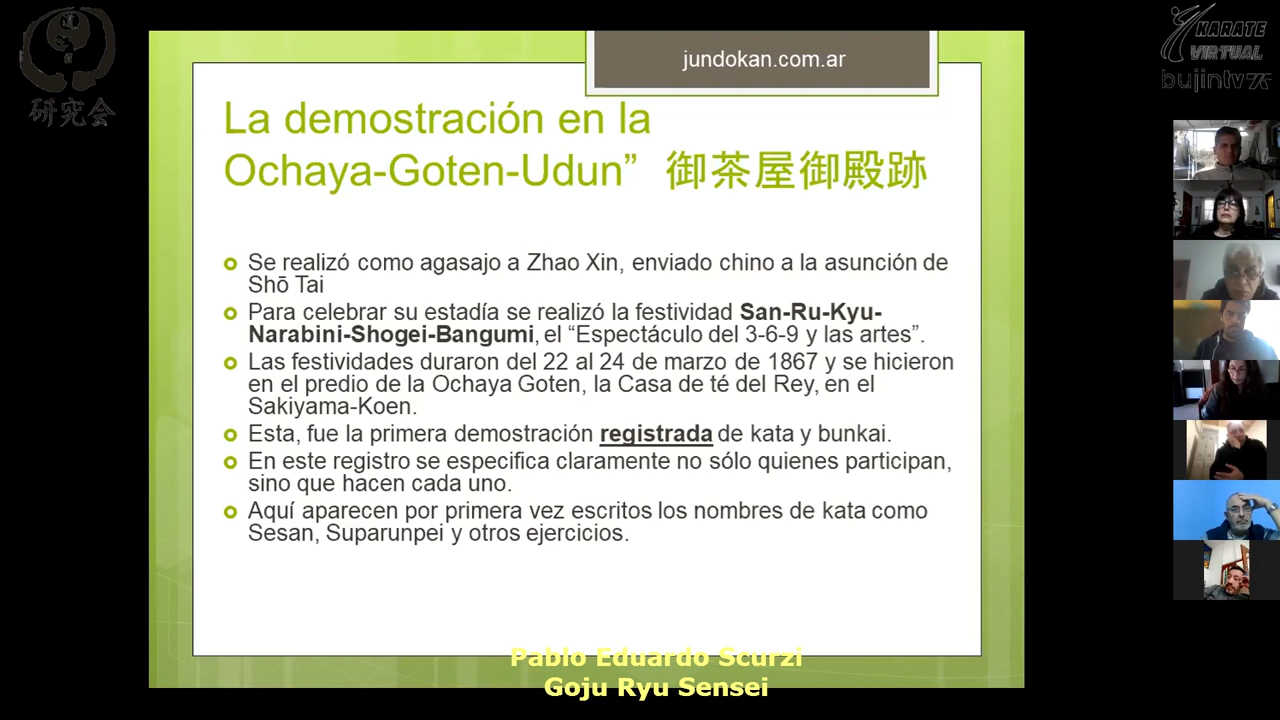 研究会
KARATE
VIRTUAL
bujintv
jundokan.com.ar
La demostración en la
Ochaya-Goten-Udun” 御茶屋御殿跡
Se realizó como agasajo a Zhao Xin, enviado chino a la asunción de
Shō Tai
Para celebrar su estadía se realizó la festividad San-Ru-Kyu-
Narabini-Shogei-Bangumi, el “Espectáculo del 3-6-9 y las artes”.
Las festividades duraron del 22 al 24 de marzo de 1867 y se hicieron
en el predio de la Ochaya Goten, la Casa de té del Rey, en el
Sakiyama-Koen.
Esta, fue la primera demostración registrada de kata y bunkai.
En este registro se especifica claramente no sólo quienes participan,
sino que hacen cada uno.
Aquí aparecen por primera vez escritos los nombres de kata como
Sesan, Suparunpei y otros ejercicios.
Pablo Eduardo Scurzi
Goju Ryu Sensei